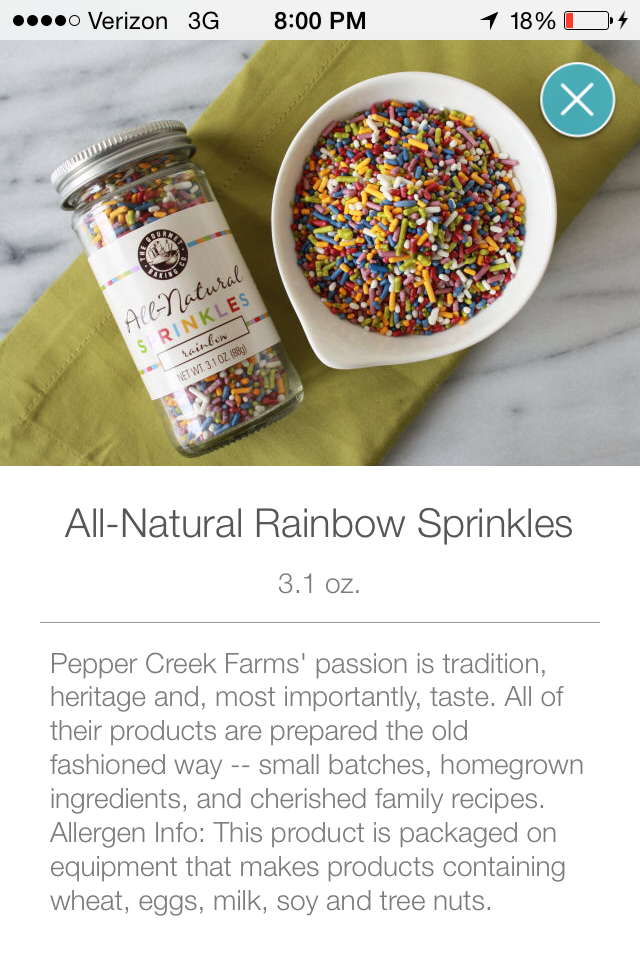 Verizon 3G 8:00 PM 18%
THE GOURMET
BAKING CO
All-Natural
SPRINKLES
rainbow
NET WT. 3.1 OZ (88g)
All-Natural Rainbow Sprinkles
3.1 oz.
Pepper Creek Farms' passion is tradition,
heritage and, most importantly, taste. All of
their products are prepared the old
fashioned way -- small batches, homegrown
ingredients, and cherished family recipes.
Allergen Info: This product is packaged on
equipment that makes products containing
wheat, eggs, milk, soy and tree nuts.